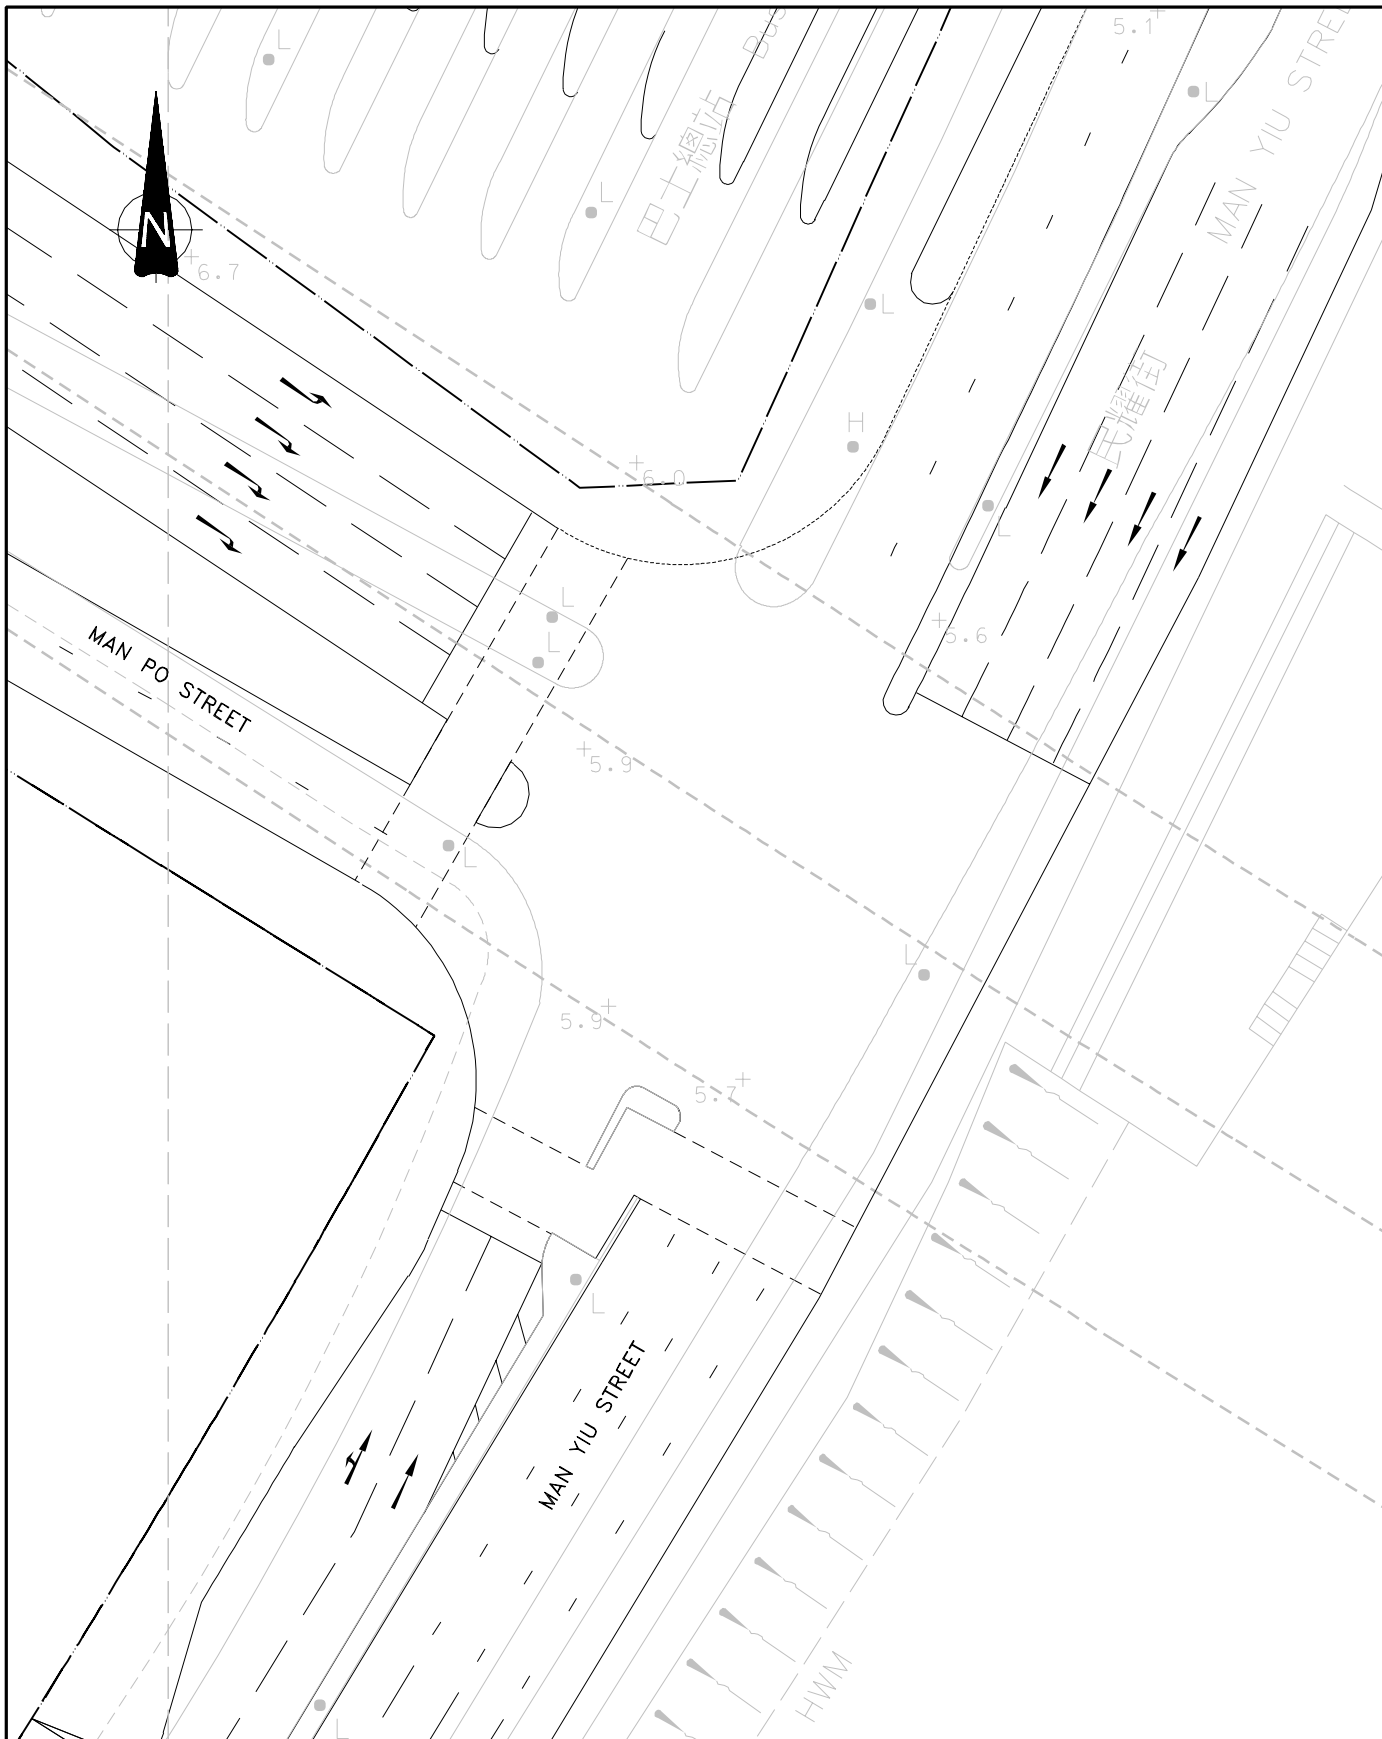 L
5.1
Bus
MAN YIU STREET
L
巴士總站
L
N
6.7
L
民耀街
H
6.0
L
L
5.6
L
MAN PO STREET
5.9
L
L
5.9
5.7
L
MAN YIU STREET
HWM
L